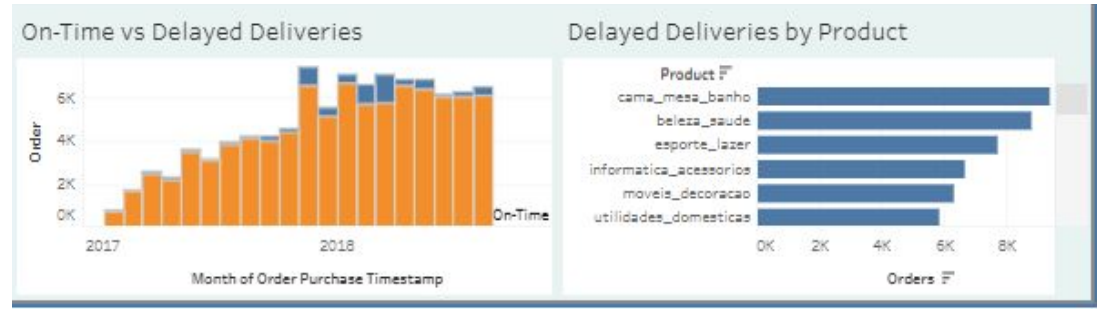 On-Time vs Delayed Deliveries
6K
4K
2K
0K
Order
On-Time
2017 2018
Month of Order Purchase Timestamp
Delayed Deliveries by Product
Product
cama_mesa_banho
beleza_saude
esporte_lazer
informatica_acessorios
moveis_decoracao
utilidades_domesticas
0K 2K 4K 6K 8K
Orders